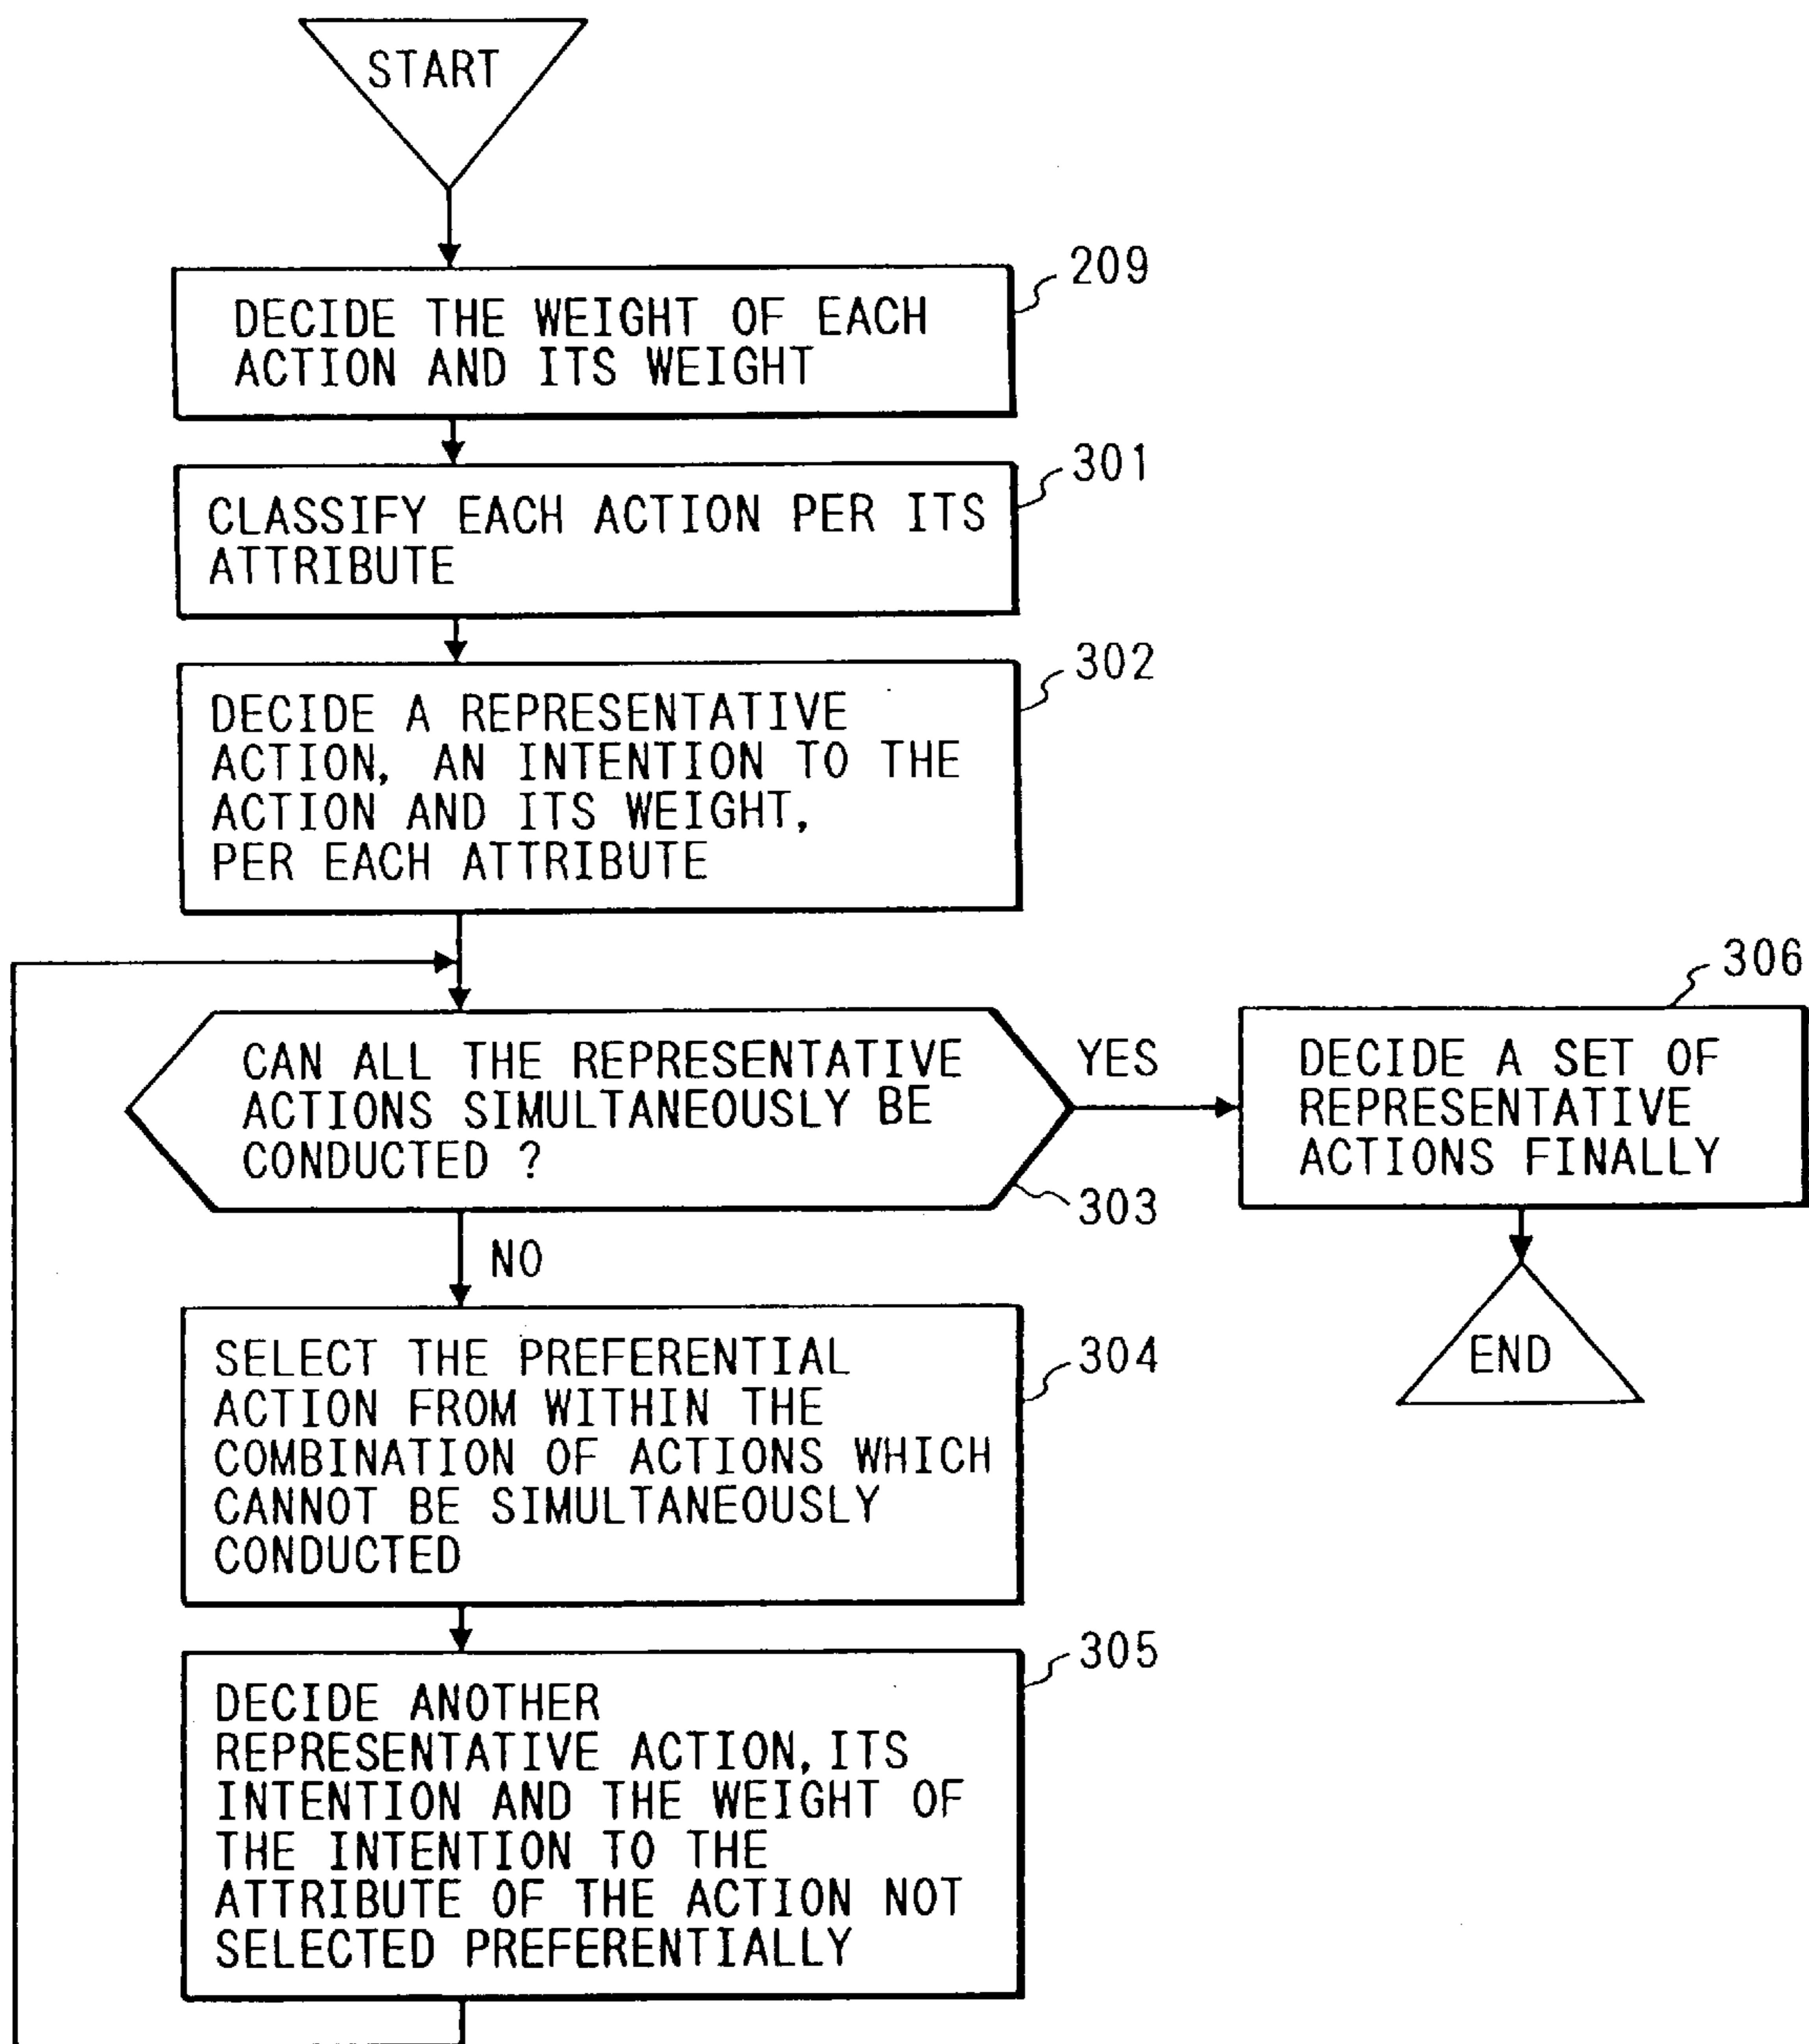 START
209
DECIDE THE WEIGHT OF EACH
ACTION AND ITS WEIGHT
301
CLASSIFY EACH ACTION PER ITS
ATTRIBUTE
302
DECIDE A REPRESENTATIVE
ACTION, AN INTENTION TO THE
ACTION AND ITS WEIGHT,
PER EACH ATTRIBUTE
CAN ALL THE REPRESENTATIVE
ACTIONS SIMULTANEOUSLY BE
CONDUCTED ?
303
YES
306
DECIDE A SET OF
REPRESENTATIVE
ACTIONS FINALLY
END
NO
304
SELECT THE PREFERENTIAL
ACTION FROM WITHIN THE
COMBINATION OF ACTIONS WHICH
CANNOT BE SIMULTANEOUSLY
CONDUCTED
305
DECIDE ANOTHER
REPRESENTATIVE ACTION, ITS
INTENTION AND THE WEIGHT OF
THE INTENTION TO THE
ATTRIBUTE OF THE ACTION NOT
SELECTED PREFERENTIALLY